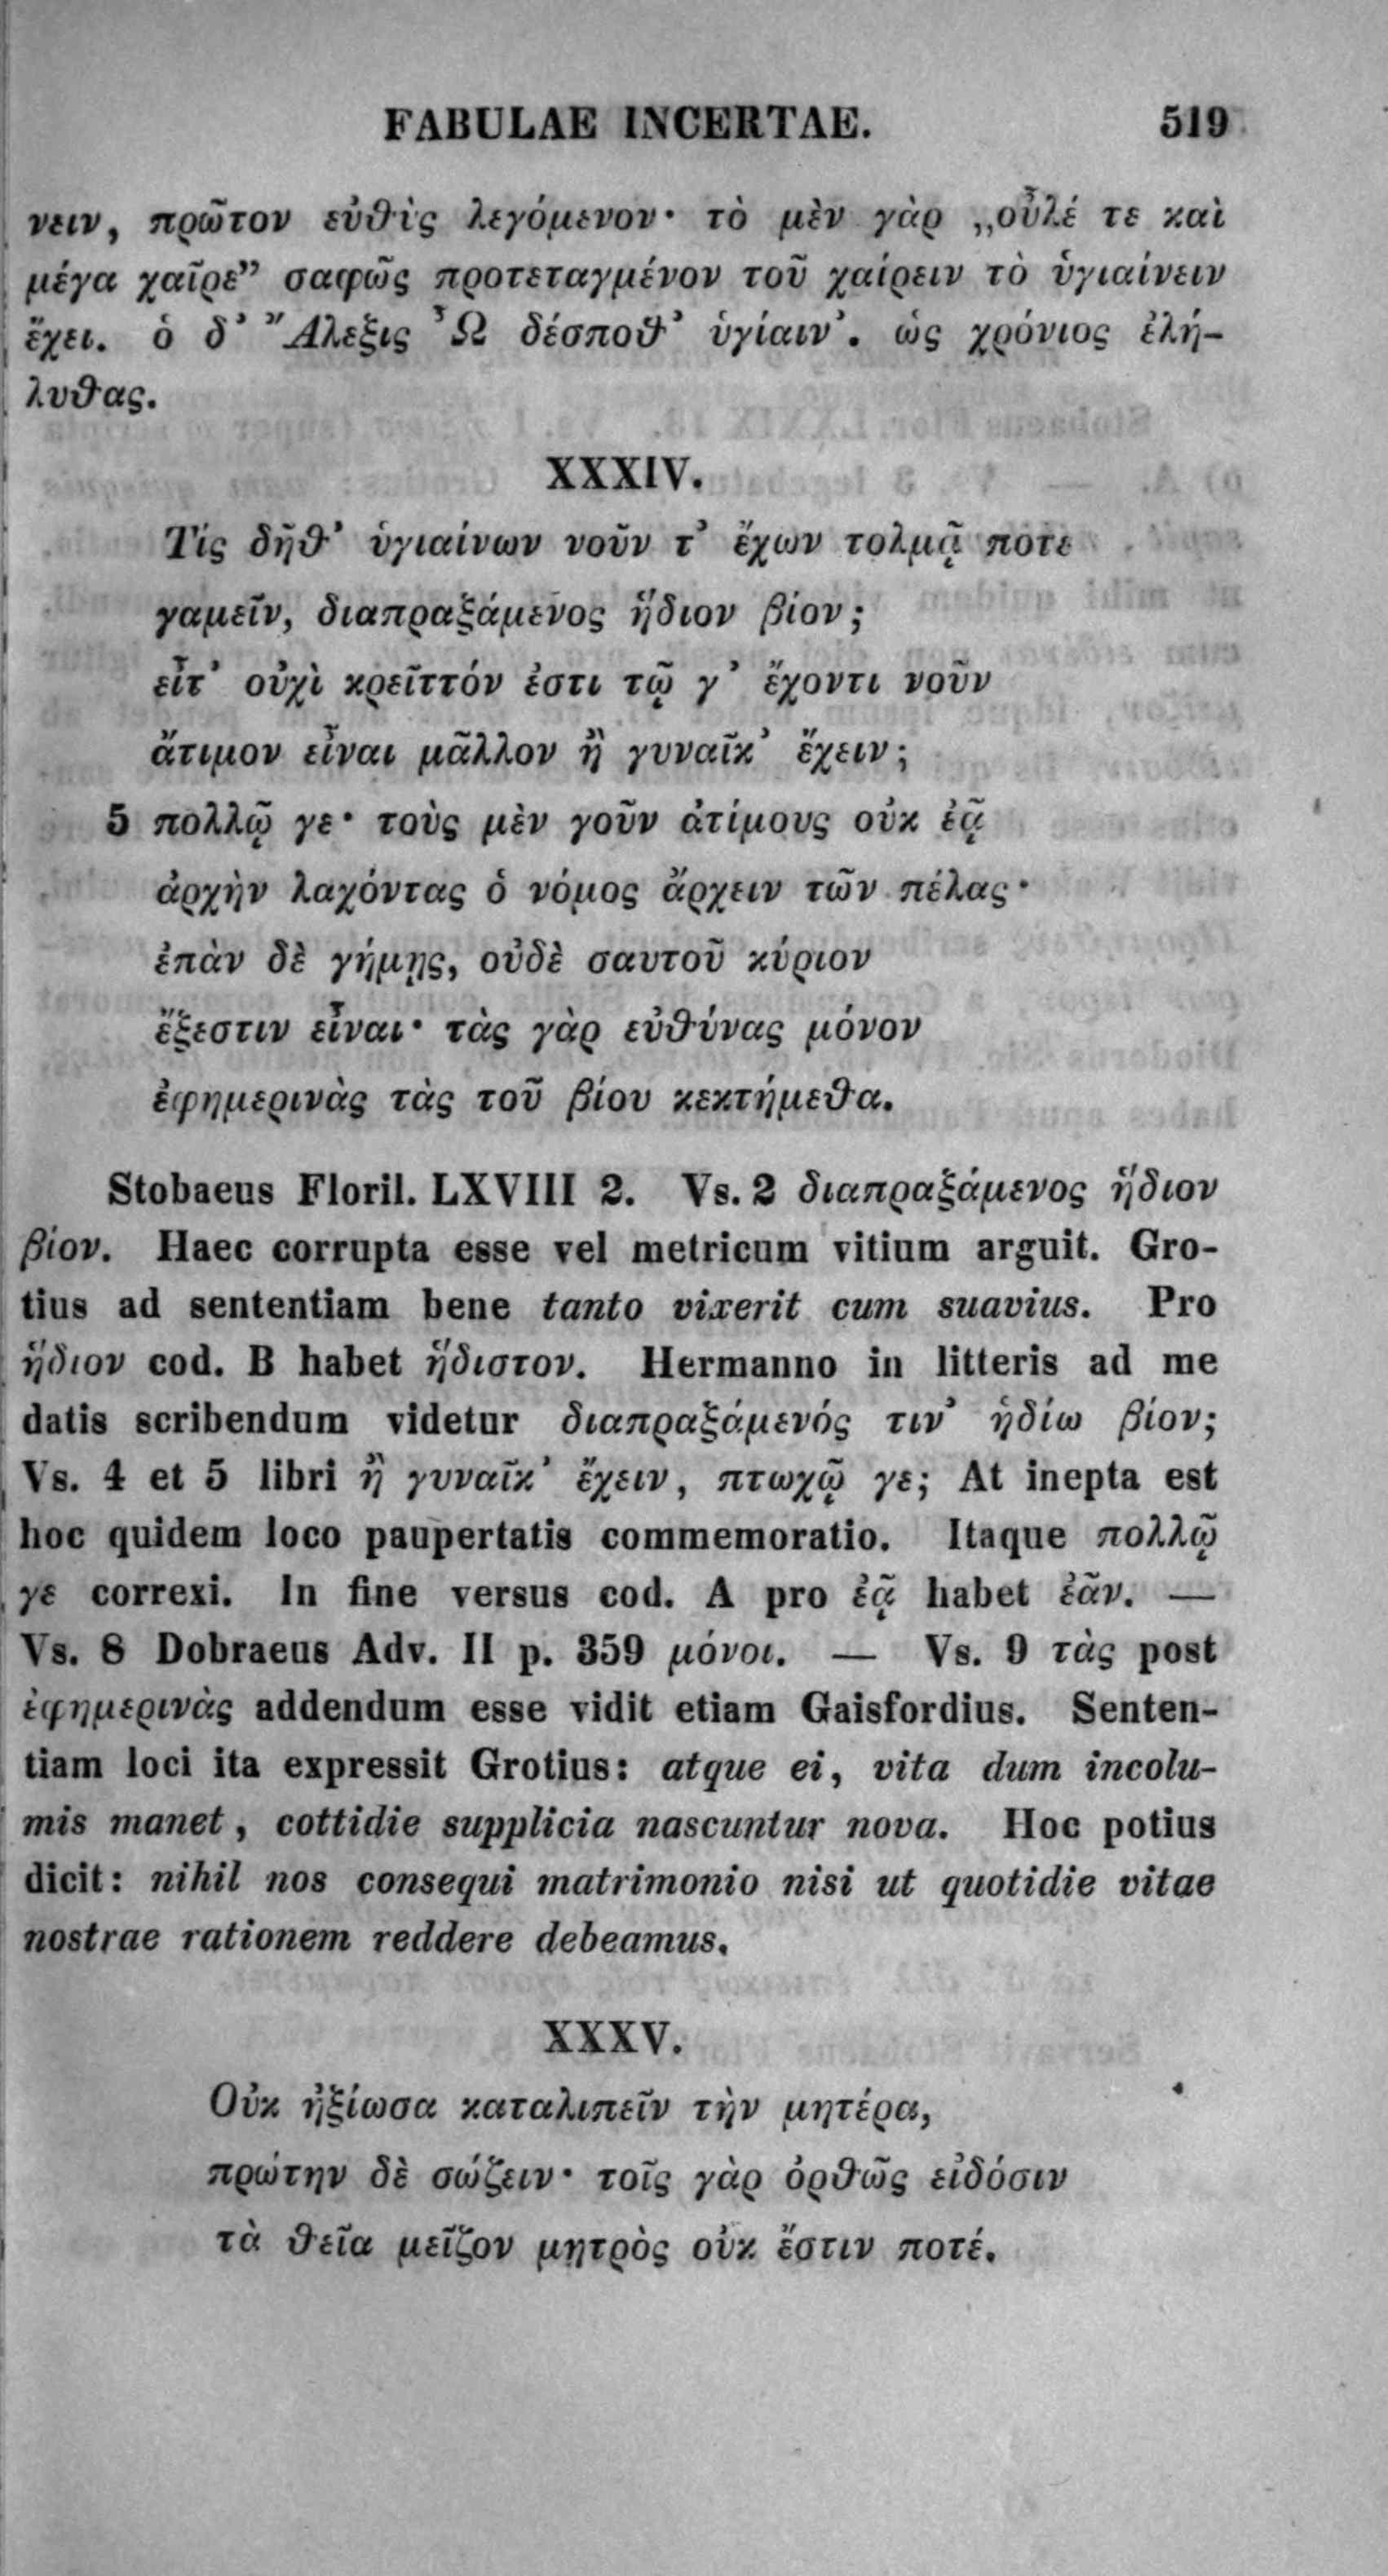 FABULAE INCERTAE. 519
νειν, πρῶτον εὐθὶς λεγόμενον· τὸ μὲν γὰρ „οὖλέ τε καὶ
μέγα χαῖρε” σαφῶς προτεταγμένον τοῦ χαίρειν τὸ ὑγιαίνειν
ἔχει. ὁ δ’ Ἄλεξις Ὦ δέσποθ’ ὑγίαιν’. ὡς χρόνιος ἐλή-
λυθας.
XXXIV.
Τίς δῆθ’ ὑγιαίνων νοῦν τ’ ἔχων τολμᾷ ποτε
γαμεῖν, διαπραξάμενος ἥδιον βίον;
εἶτ’ οὐχὶ κρεῖττόν ἐστι τῷ γ’ ἔχοντι νοῦν
ἄτιμον εἶναι μᾶλλον ἢ γυναῖκ’ ἔχειν;
5 πολλῷ γε· τοὺς μὲν γοῦν ἀτίμους οὐκ ἐᾷ
ἀρχὴν λαχόντας ὁ νόμος ἄρχειν τῶν πέλας·
ἐπὰν δὲ γήμῃς, οὐδὲ σαυτοῦ κύριον
ἔξεστιν εἶναι· τὰς γὰρ εὐθύνας μόνον
ἐφημερινὰς τὰς τοῦ βίου κεκτήμεθα.
Stobaeus Floril. LXVIII 2. Vs. 2 διαπραξάμενος ἥδιον
βίον. Haec corrupta esse vel metricum vitium arguit. Gro-
tius ad sententiam bene tanto vixerit cum suavius. Pro
ἥδιον cod. B habet ἥδιστον. Hermanno in litteris ad me
datis scribendum videtur διαπραξάμενός τιν’ ἡδίω βίον;
Vs. 4 et 5 libri ἢ γυναῖκ’ ἔχειν, πτωχῷ γε; At inepta est
hoc quidem loco paupertatis commemoratio. Itaque πολλῷ
γε correxi. In fine versus cod. A pro ἐᾷ habet ἐᾶν. —
Vs. 8 Dobraeus Adv. II p. 359 μόνοι. — Vs. 9 τὰς post
ἐφημερινὰς addendum esse vidit etiam Gaisfordius. Senten-
tiam loci ita expressit Grotius: atque ei, vita dum incolu-
mis manet, cottidie supplicia nascuntur nova. Hoc potius
dicit: nihil nos consequi matrimonio nisi ut quotidie vitae
nostrae rationem reddere debeamus.
XXXV.
Οὐκ ἠξίωσα καταλιπεῖν τὴν μητέρα,
πρώτην δὲ σώζειν· τοῖς γὰρ ὀρθῶς εἰδόσιν
τὰ θεῖα μεῖζον μητρὸς οὐκ ἔστιν ποτέ.